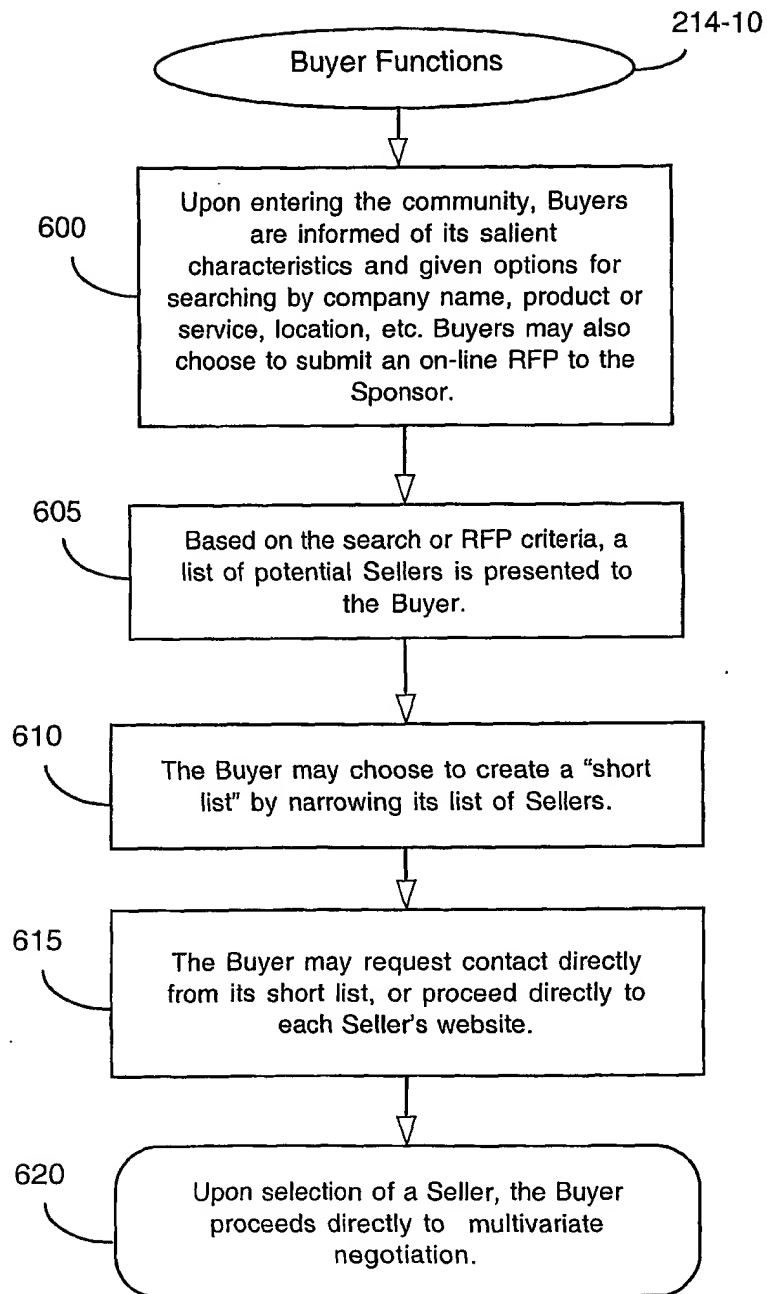 214-10
Buyer Functions
600
Upon entering the community, Buyers
are informed of its salient
characteristics and given options for
searching by company name, product or
service, location, etc. Buyers may also
choose to submit an on-line RFP to the
Sponsor.
605
Based on the search or RFP criteria, a
list of potential Sellers is presented to
the Buyer.
610
The Buyer may choose to create a “short
list” by narrowing its list of Sellers.
615
The Buyer may request contact directly
from its short list, or proceed directly to
each Seller's website.
620
Upon selection of a Seller, the Buyer
proceeds directly to multivariate
negotiation.